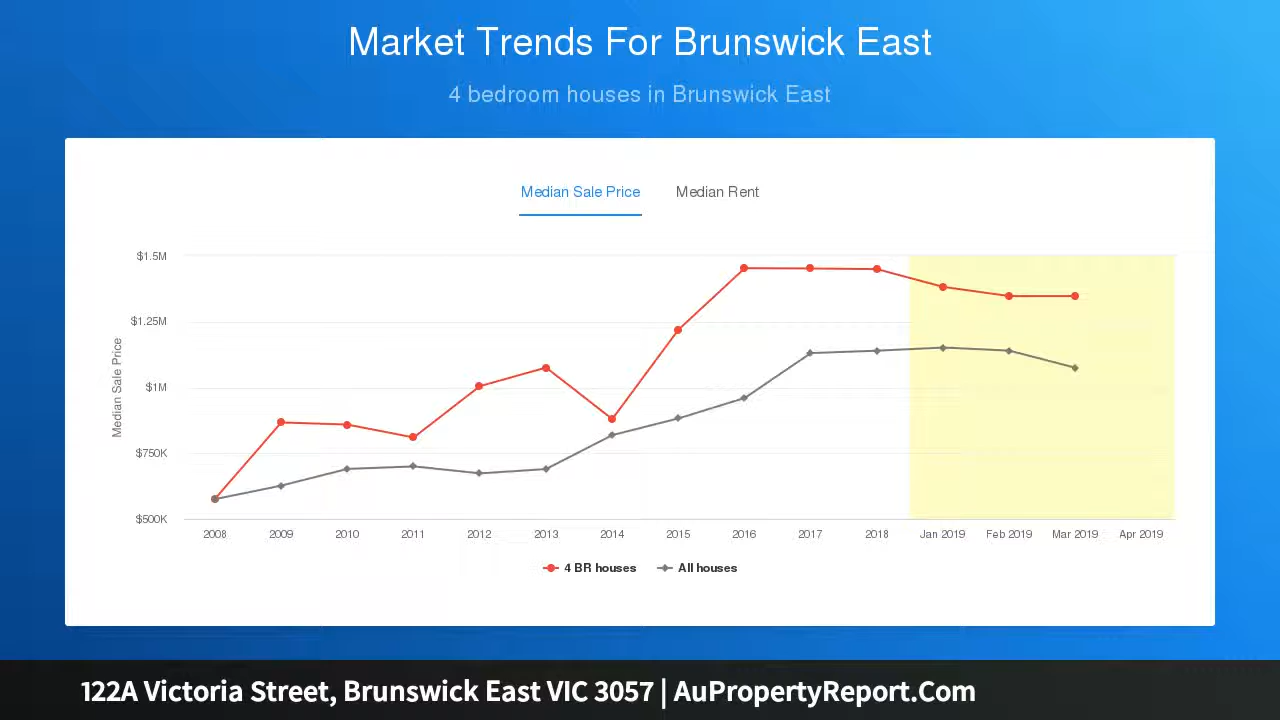 Market Trends For Brunswick East
4 bedroom houses in Brunswick East
Median Sale Price Median Rent
$1.5M
$1.25M
$1M
$750K
$500K
Median Sale Price
2008 2009 2010 2011 2012 2013 2014 2015 2016 2017 2018 Jan 2019 Feb 2019 Mar 2019 Apr 2019
4 BR houses All houses
122A Victoria Street, Brunswick East VIC 3057 | AuPropertyReport.Com